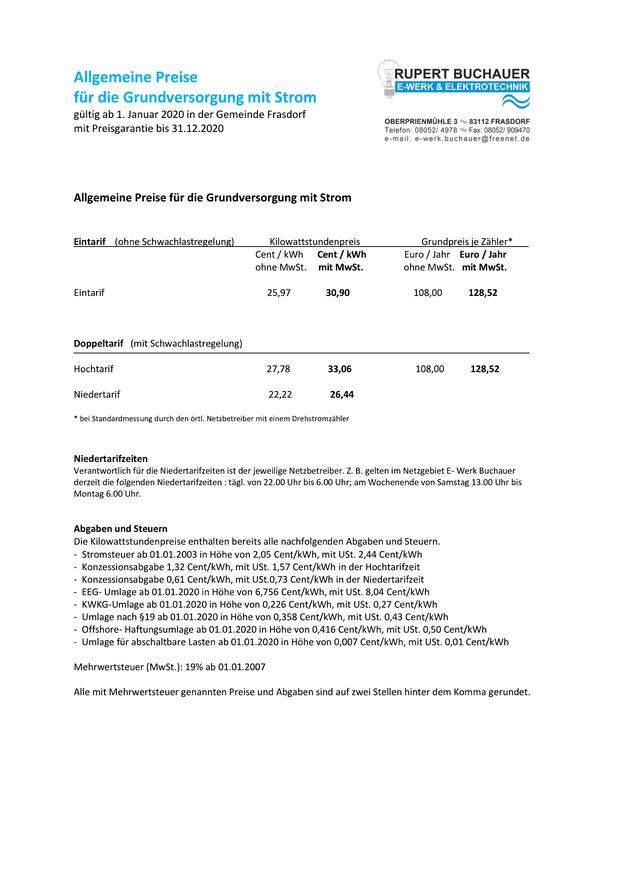 Allgemeine Preise
für die Grundversorgung mit Strom
gültig ab 1. Januar 2020 in der Gemeinde Frasdorf
mit Preisgarantie bis 31.12.2020
RUPERT BUCHAUER
E-WERK & ELEKTROTECHNIK
OBERPRIENMÜHLE 3 ~ 83112 FRASDORF
Telefon: 08052/ 4978 ~ Fax: 08052/ 909470
e-mail: e-werk.buchauer@freenet.de
Allgemeine Preise für die Grundversorgung mit Strom
Eintarif (ohne Schwachlastregelung) Kilowattstundenpreis Grundpreis je Zähler*
Cent / kWh Cent / kWh Euro / Jahr Euro / Jahr
ohne MwSt. mit MwSt. ohne MwSt. mit MwSt.
Eintarif 25,97 30,90 108,00 128,52
Doppeltarif (mit Schwachlastregelung)
Hochtarif 27,78 33,06 108,00 128,52
Niedertarif 22,22 26,44
* bei Standardmessung durch den örtl. Netzbetreiber mit einem Drehstromzähler
Niedertarifzeiten
Verantwortlich für die Niedertarifzeiten ist der jeweilige Netzbetreiber. Z. B. gelten im Netzgebiet E- Werk Buchauer
derzeit die folgenden Niedertarifzeiten : tägl. von 22.00 Uhr bis 6.00 Uhr; am Wochenende von Samstag 13.00 Uhr bis
Montag 6.00 Uhr.
Abgaben und Steuern
Die Kilowattstundenpreise enthalten bereits alle nachfolgenden Abgaben und Steuern.
- Stromsteuer ab 01.01.2003 in Höhe von 2,05 Cent/kWh, mit USt. 2,44 Cent/kWh
- Konzessionsabgabe 1,32 Cent/kWh, mit USt. 1,57 Cent/kWh in der Hochtarifzeit
- Konzessionsabgabe 0,61 Cent/kWh, mit USt.0,73 Cent/kWh in der Niedertarifzeit
- EEG- Umlage ab 01.01.2020 in Höhe von 6,756 Cent/kWh, mit USt. 8,04 Cent/kWh
- KWKG-Umlage ab 01.01.2020 in Höhe von 0,226 Cent/kWh, mit USt. 0,27 Cent/kWh
- Umlage nach §19 ab 01.01.2020 in Höhe von 0,358 Cent/kWh, mit USt. 0,43 Cent/kWh
- Offshore- Haftungsumlage ab 01.01.2020 in Höhe von 0,416 Cent/kWh, mit USt. 0,50 Cent/kWh
- Umlage für abschaltbare Lasten ab 01.01.2020 in Höhe von 0,007 Cent/kWh, mit USt. 0,01 Cent/kWh
Mehrwertsteuer (MwSt.): 19% ab 01.01.2007
Alle mit Mehrwertsteuer genannten Preise und Abgaben sind auf zwei Stellen hinter dem Komma gerundet.